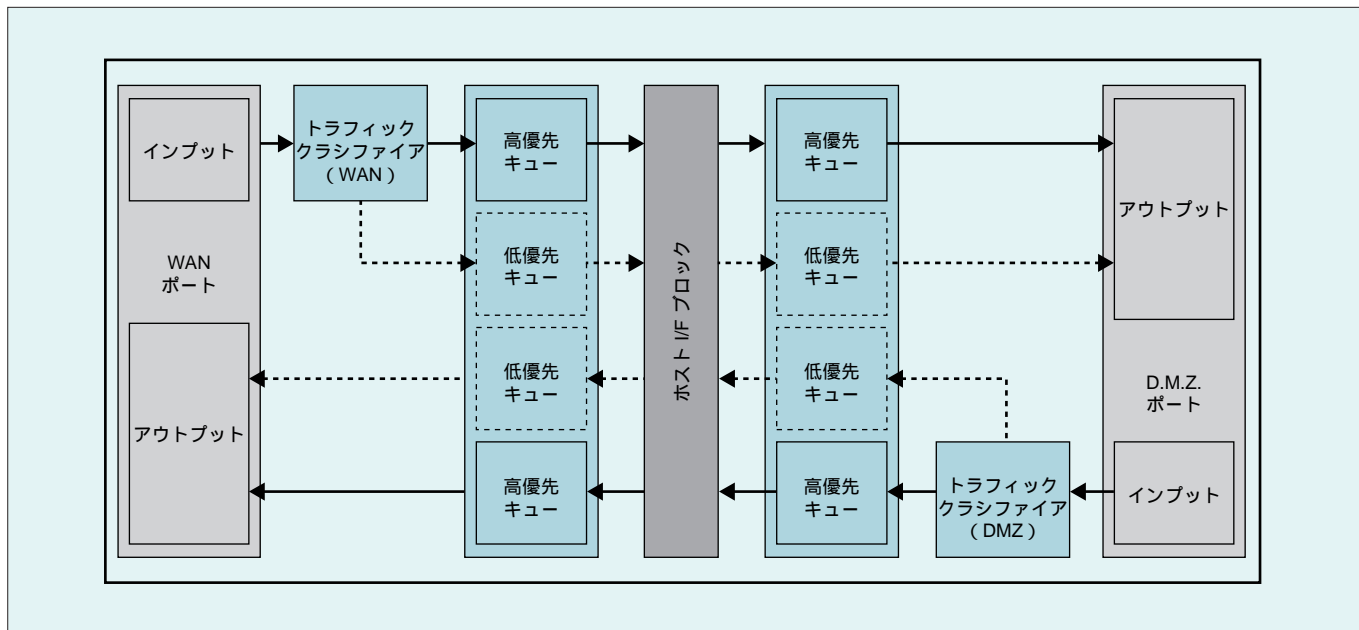 インプット
トラフィック
クラシファイア
（WAN）
高優先
キュー
高優先
キュー
アウトプット
WAN
ポート
低優先
キュー
ホスト I/F ブロック
低優先
キュー
アウトプット
低優先
キュー
低優先
キュー
D.M.Z.
ポート
高優先
キュー
高優先
キュー
トラフィック
クラシファイア
（DMZ）
インプット